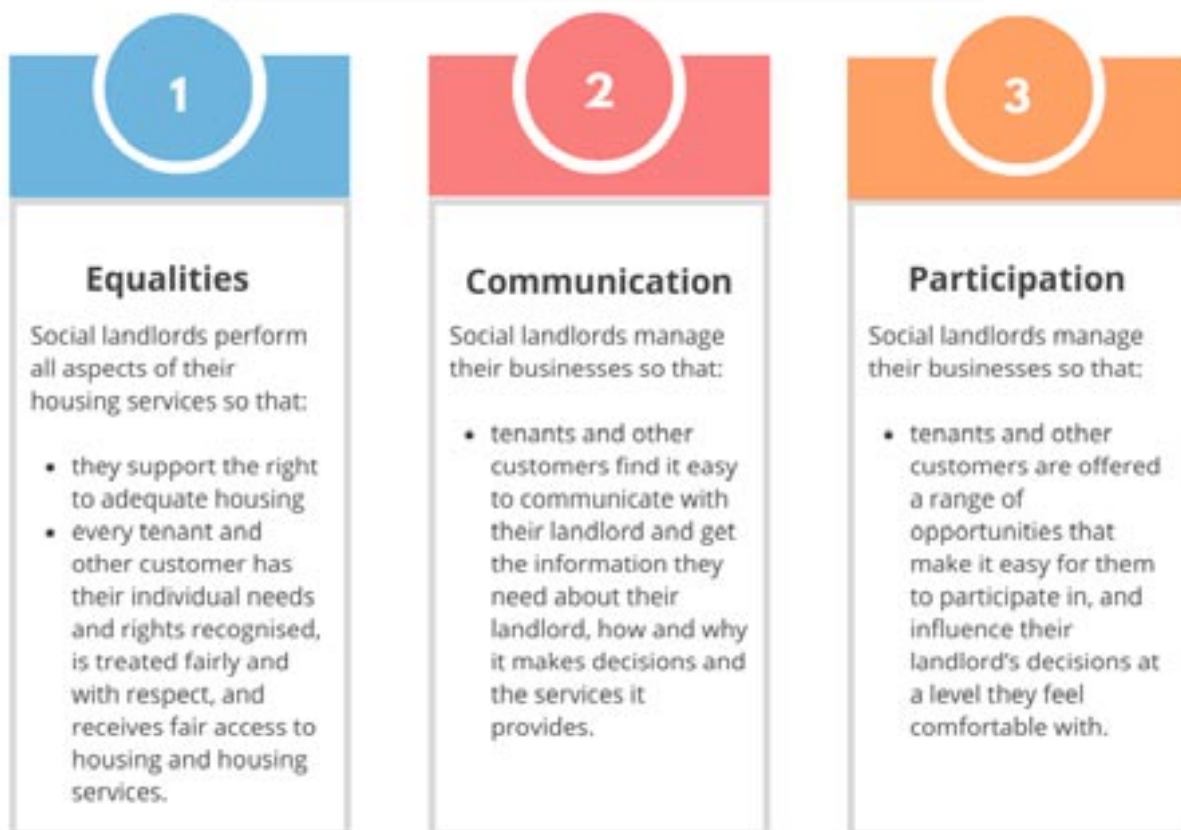 1
Equalities
Social landlords perform
all aspects of their
housing services so that:
• they support the right
to adequate housing
• every tenant and
other customer has
their individual needs
and rights recognised,
is treated fairly and
with respect, and
receives fair access to
housing and housing
services.
2
Communication
Social landlords manage
their businesses so that:
• tenants and other
customers find it easy
to communicate with
their landlord and get
the information they
need about their
landlord, how and why
it makes decisions and
the services it
provides.
3
Participation
Social landlords manage
their businesses so that:
• tenants and other
customers are offered
a range of
opportunities that
make it easy for them
to participate in, and
influence their
landlord's decisions at
a level they feel
comfortable with.